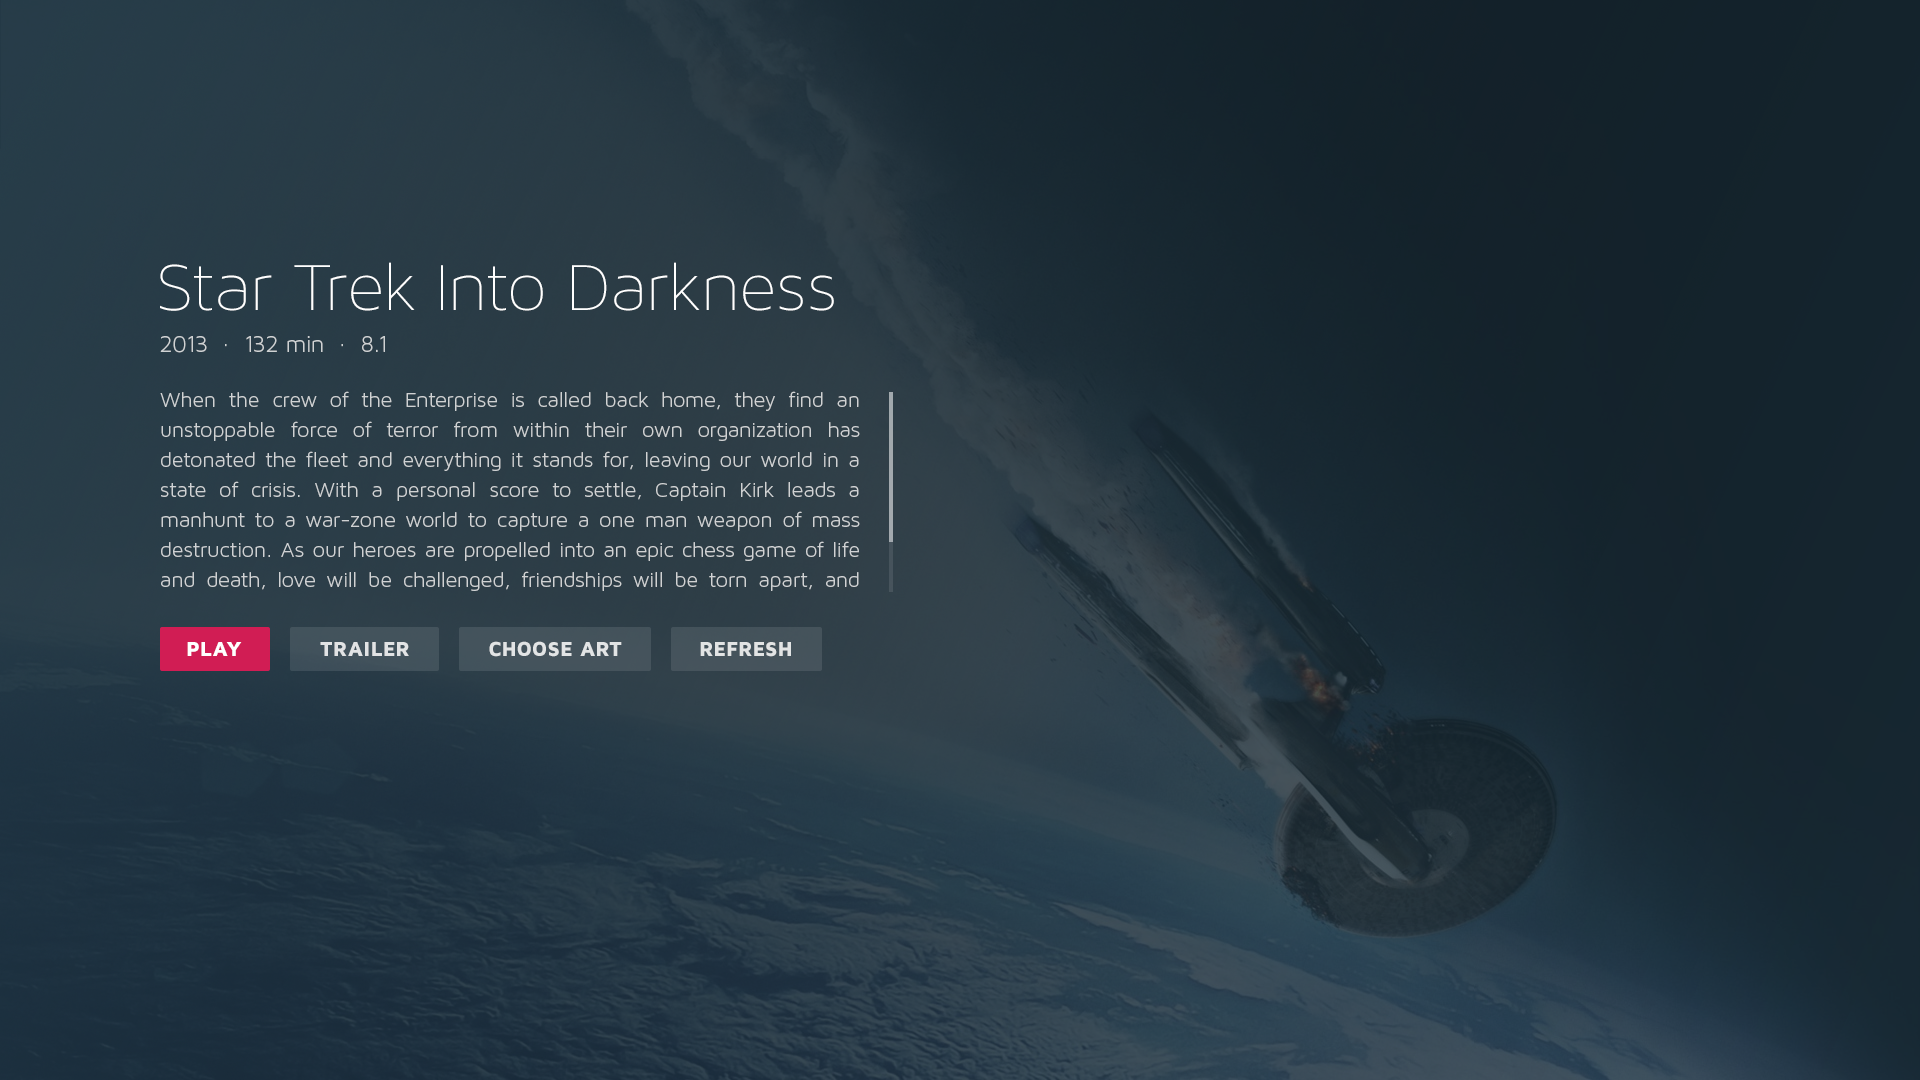 Star Trek Into Darkness
2013 · 132 min · 8.1
When the crew of the Enterprise is called back home, they find an
unstoppable force of terror from within their own organization has
detonated the fleet and everything it stands for, leaving our world in a
state of crisis. With a personal score to settle, Captain Kirk leads a
manhunt to a war-zone world to capture a one man weapon of mass
destruction. As our heroes are propelled into an epic chess game of life
and death, love will be challenged, friendships will be torn apart, and
PLAY TRAILER CHOOSE ART REFRESH